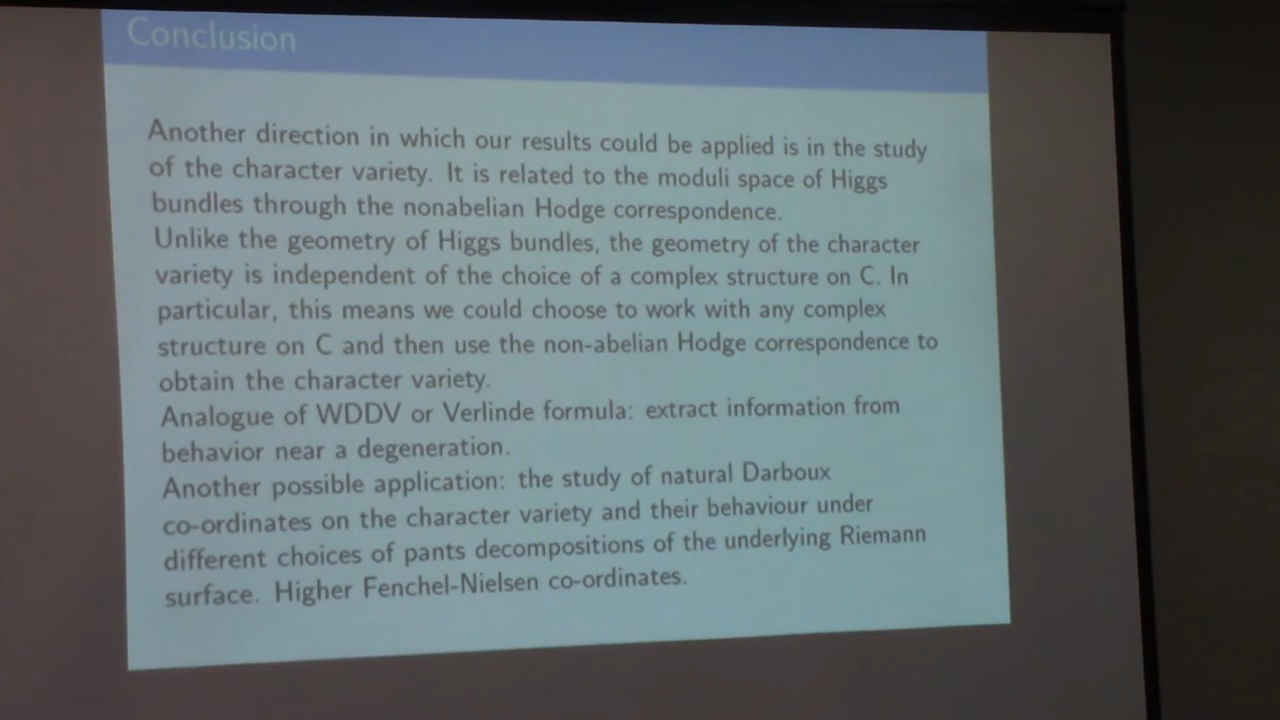 Conclusion
Another direction in which our results could be applied is in the study
of the character variety. It is related to the moduli space of Higgs
bundles through the nonabelian Hodge correspondence.
Unlike the geometry of Higgs bundles, the geometry of the character
variety is independent of the choice of a complex structure on C. In
particular, this means we could choose to work with any complex
structure on C and then use the non-abelian Hodge correspondence to
obtain the character variety.
Analogue of WDDV or Verlinde formula: extract information from
behavior near a degeneration.
Another possible application: the study of natural Darboux
co-ordinates on the character variety and their behaviour under
different choices of pants decompositions of the underlying Riemann
surface. Higher Fenchel-Nielsen co-ordinates.